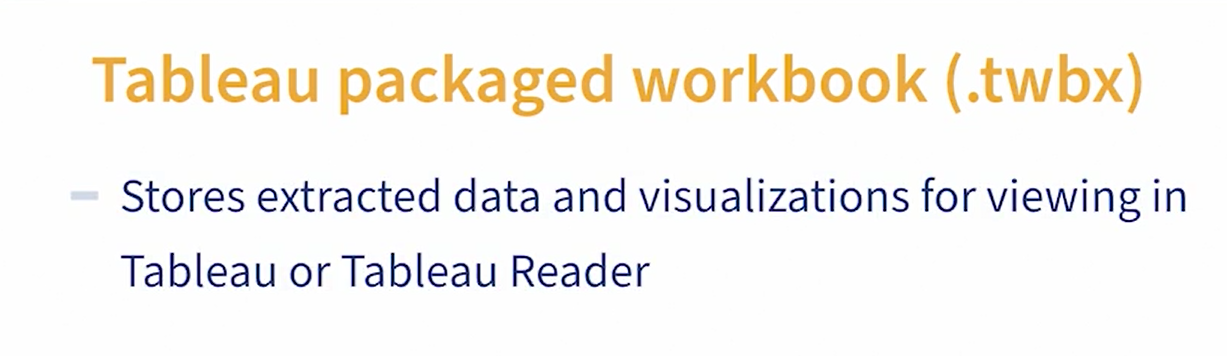 Tableau packaged workbook (.twbx)
– Stores extracted data and visualizations for viewing in
Tableau or Tableau Reader